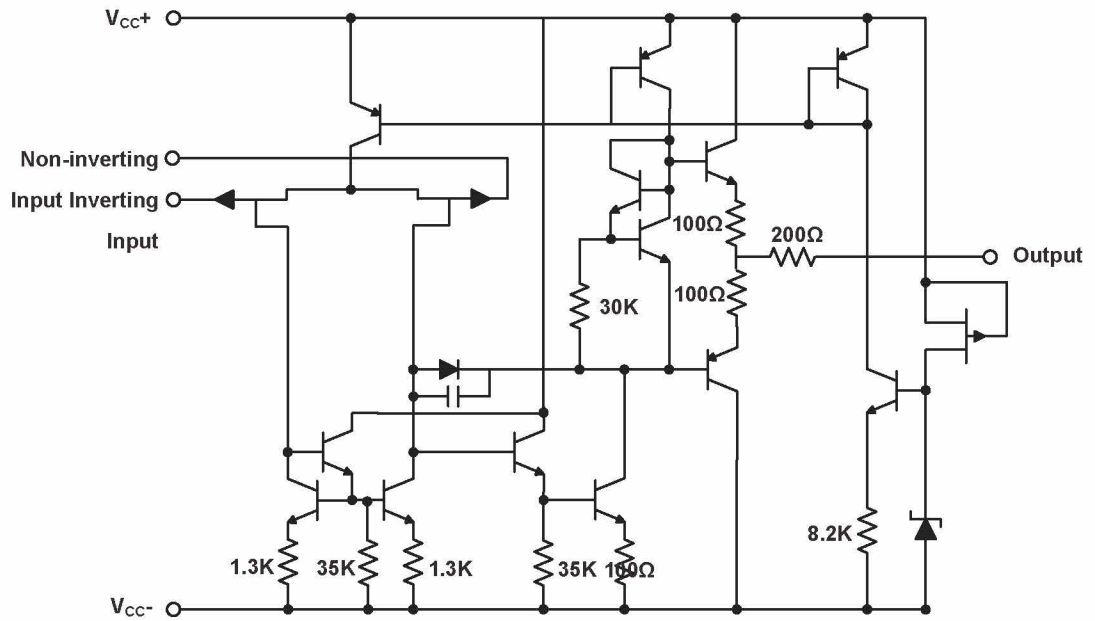 VCC+
Non-inverting
Input Inverting
Input
100Ω
200Ω
Output
100Ω
30K
8.2K
1.3K
35K
1.3K
35K
100Ω
VCC-